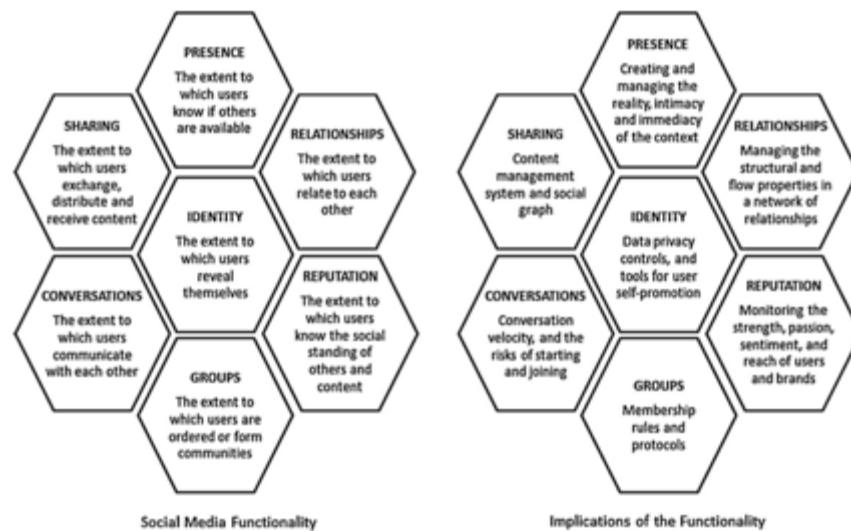 PRESENCE
The extent to
which users
know if others
are available
SHARING
The extent to
which users
exchange,
distribute and
receive content
RELATIONSHIPS
The extent to
which users
relate to each
other
IDENTITY
The extent to
which users
reveal
themselves
CONVERSATIONS
The extent to
which users
communicate
with each other
REPUTATION
The extent to
which users
know the social
standing of
others and
content
GROUPS
The extent to
which users are
ordered or form
communities
Social Media Functionality
PRESENCE
Creating and
managing the
reality, intimacy
and immediacy
of the context
SHARING
Content
management
system and social
graph
RELATIONSHIPS
Managing the
structural and
flow properties in
a network of
relationships
IDENTITY
Data privacy
controls, and
tools for user
self-promotion
CONVERSATIONS
Conversation
velocity, and the
risks of starting
and joining
REPUTATION
Monitoring the
strength, passion,
sentiment, and
reach of users
and brands
GROUPS
Membership
rules and
protocols
Implications of the Functionality